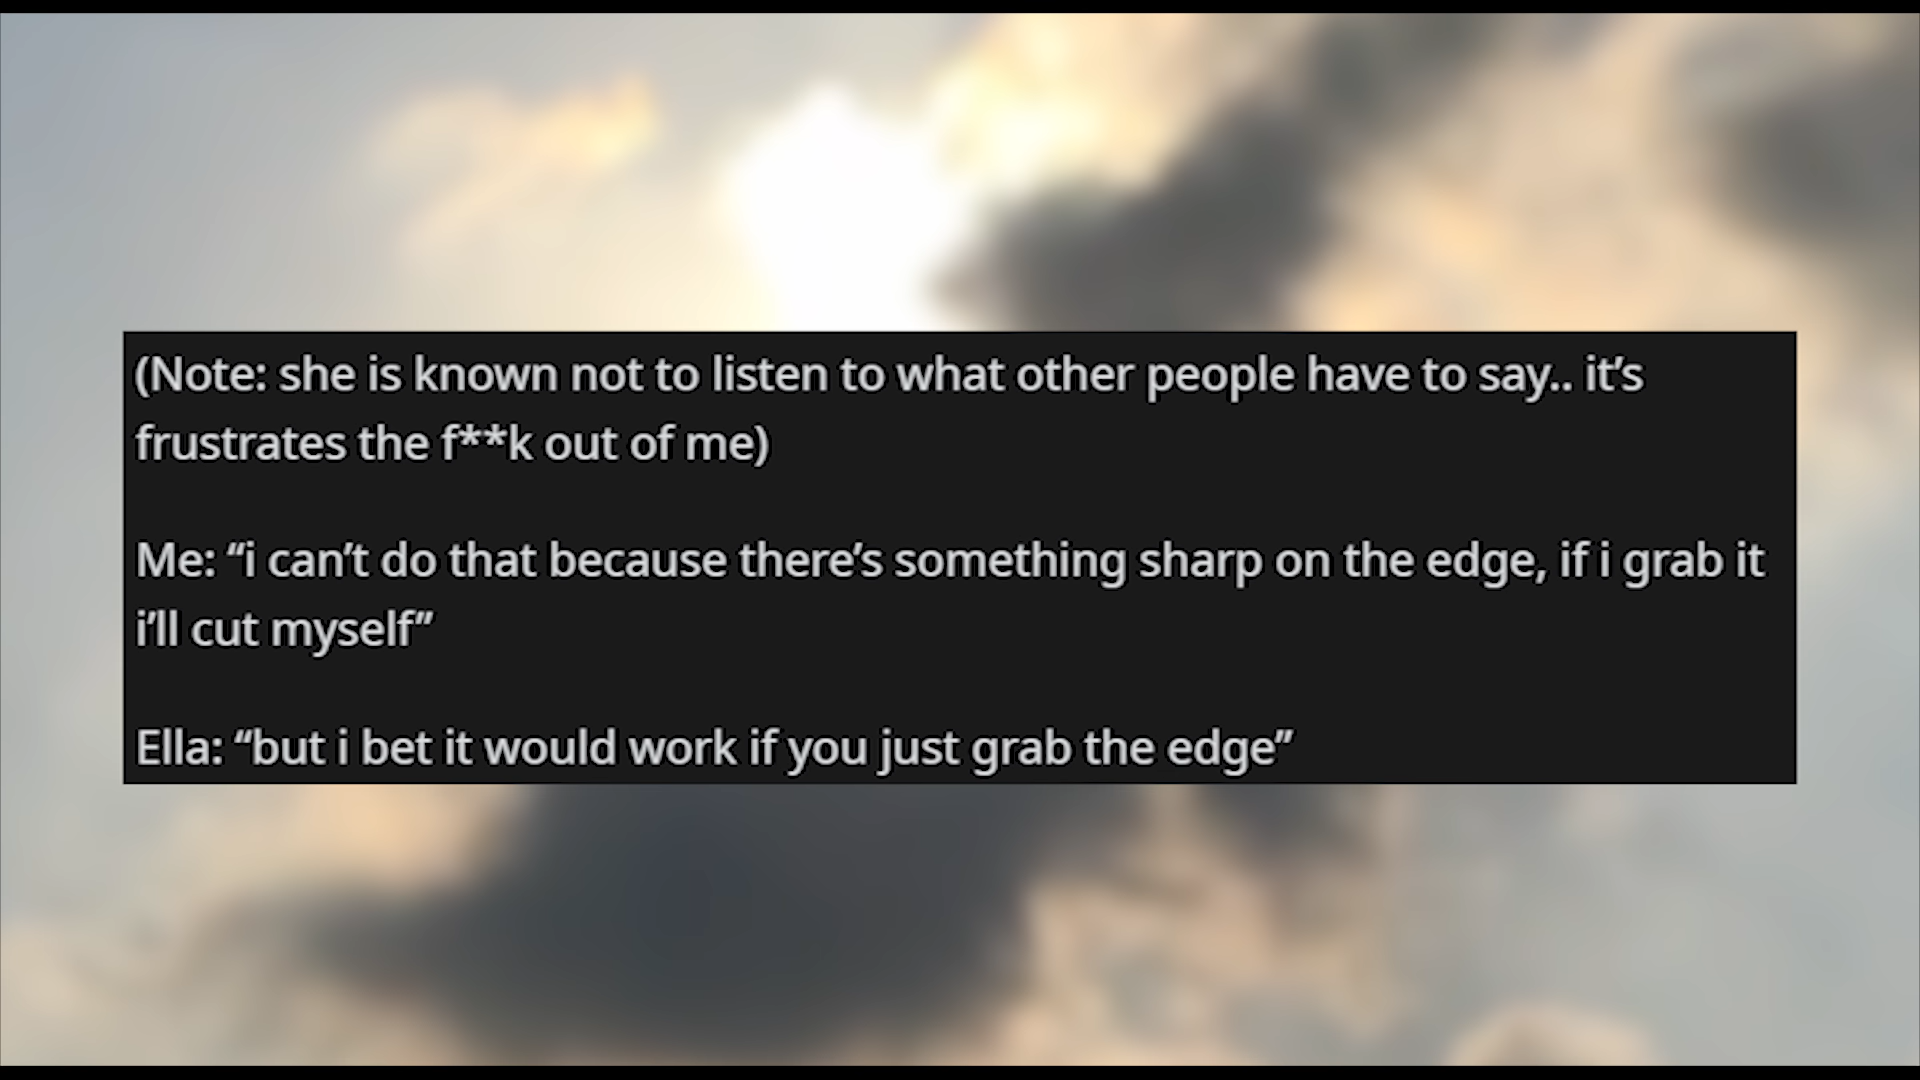 (Note: she is known not to listen to what other people have to say.. it’s
frustrates the f**k out of me)
Me: “i can’t do that because there’s something sharp on the edge, if i grab it
i’ll cut myself”
Ella: “but i bet it would work if you just grab the edge”